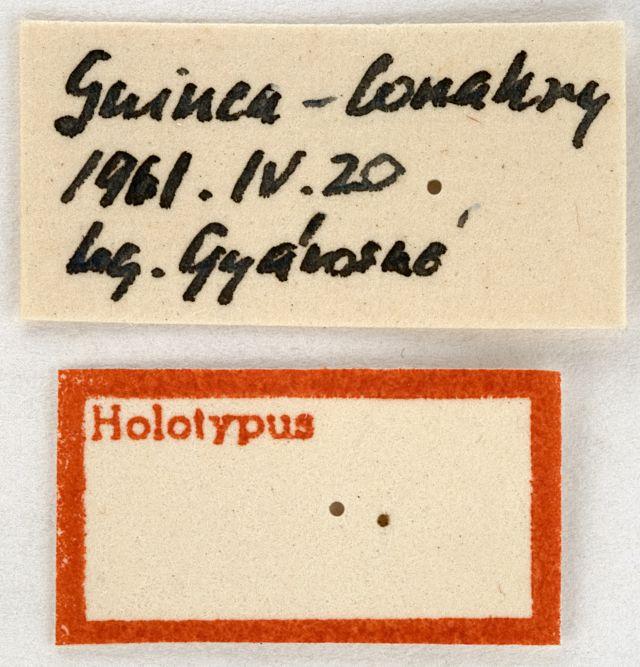 Guinea - Conakry
1961. IV. 20
leg. Gyárosné
Holotypus